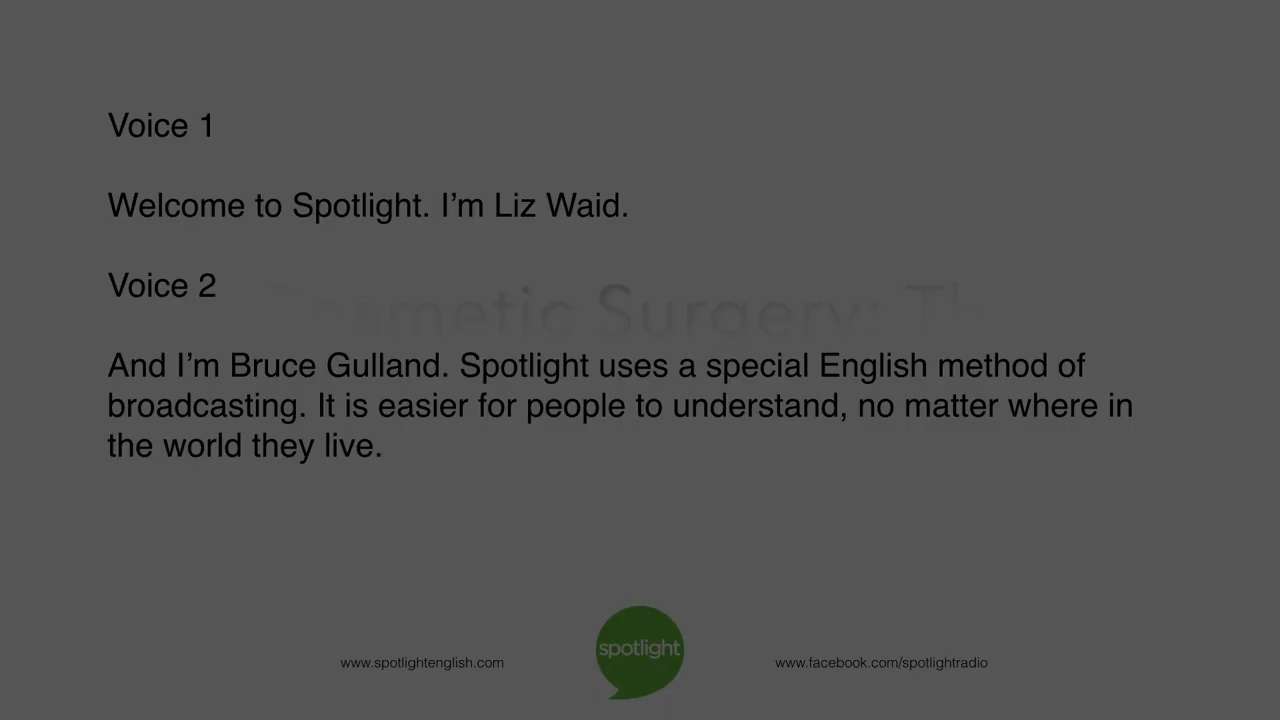 Voice 1
Welcome to Spotlight. I’m Liz Waid.
Voice 2
Cosmetic Surgery:
And I’m Bruce Gulland. Spotlight uses a special English method of
broadcasting. It is easier for people to understand, no matter where in
the world they live.
spotlight
www.spotlightenglish.com
www.facebook.com/spotlightradio